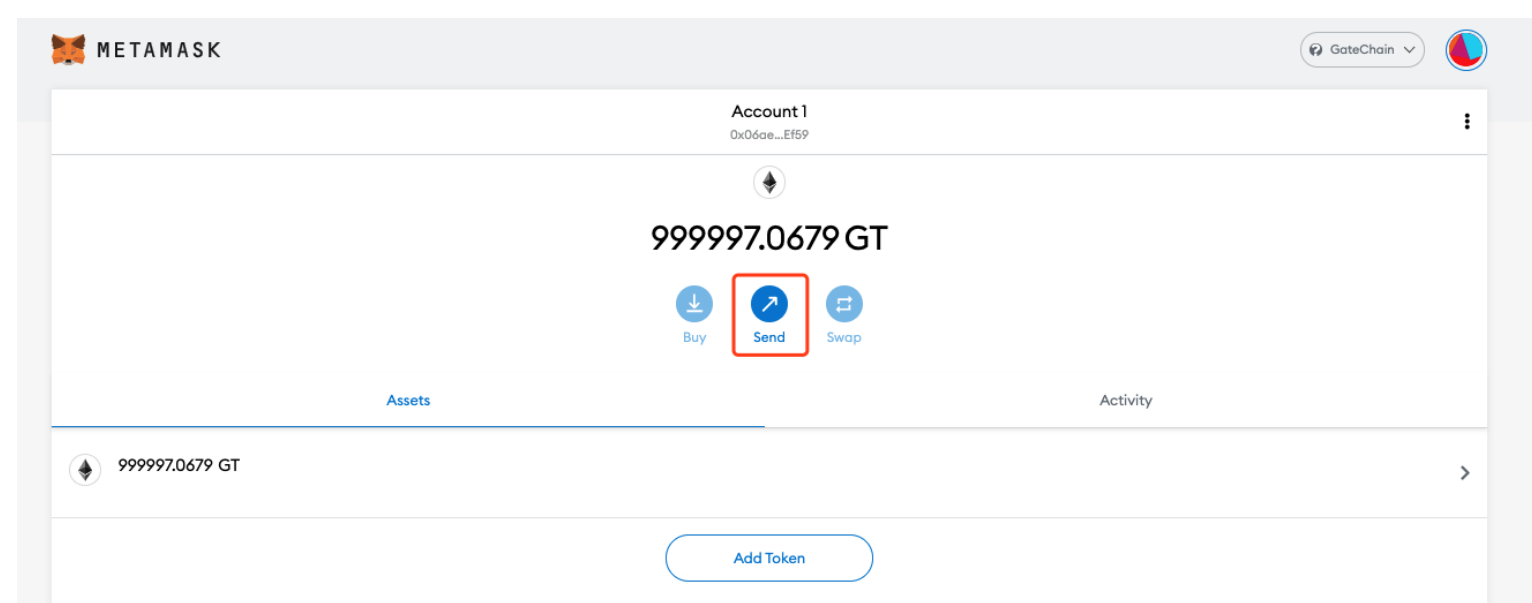 METAMASK
GateChain
Account 1
0x06ae...Ef59
999997.0679 GT
Buy
Send
Swap
Assets
Activity
999997.0679 GT
Add Token